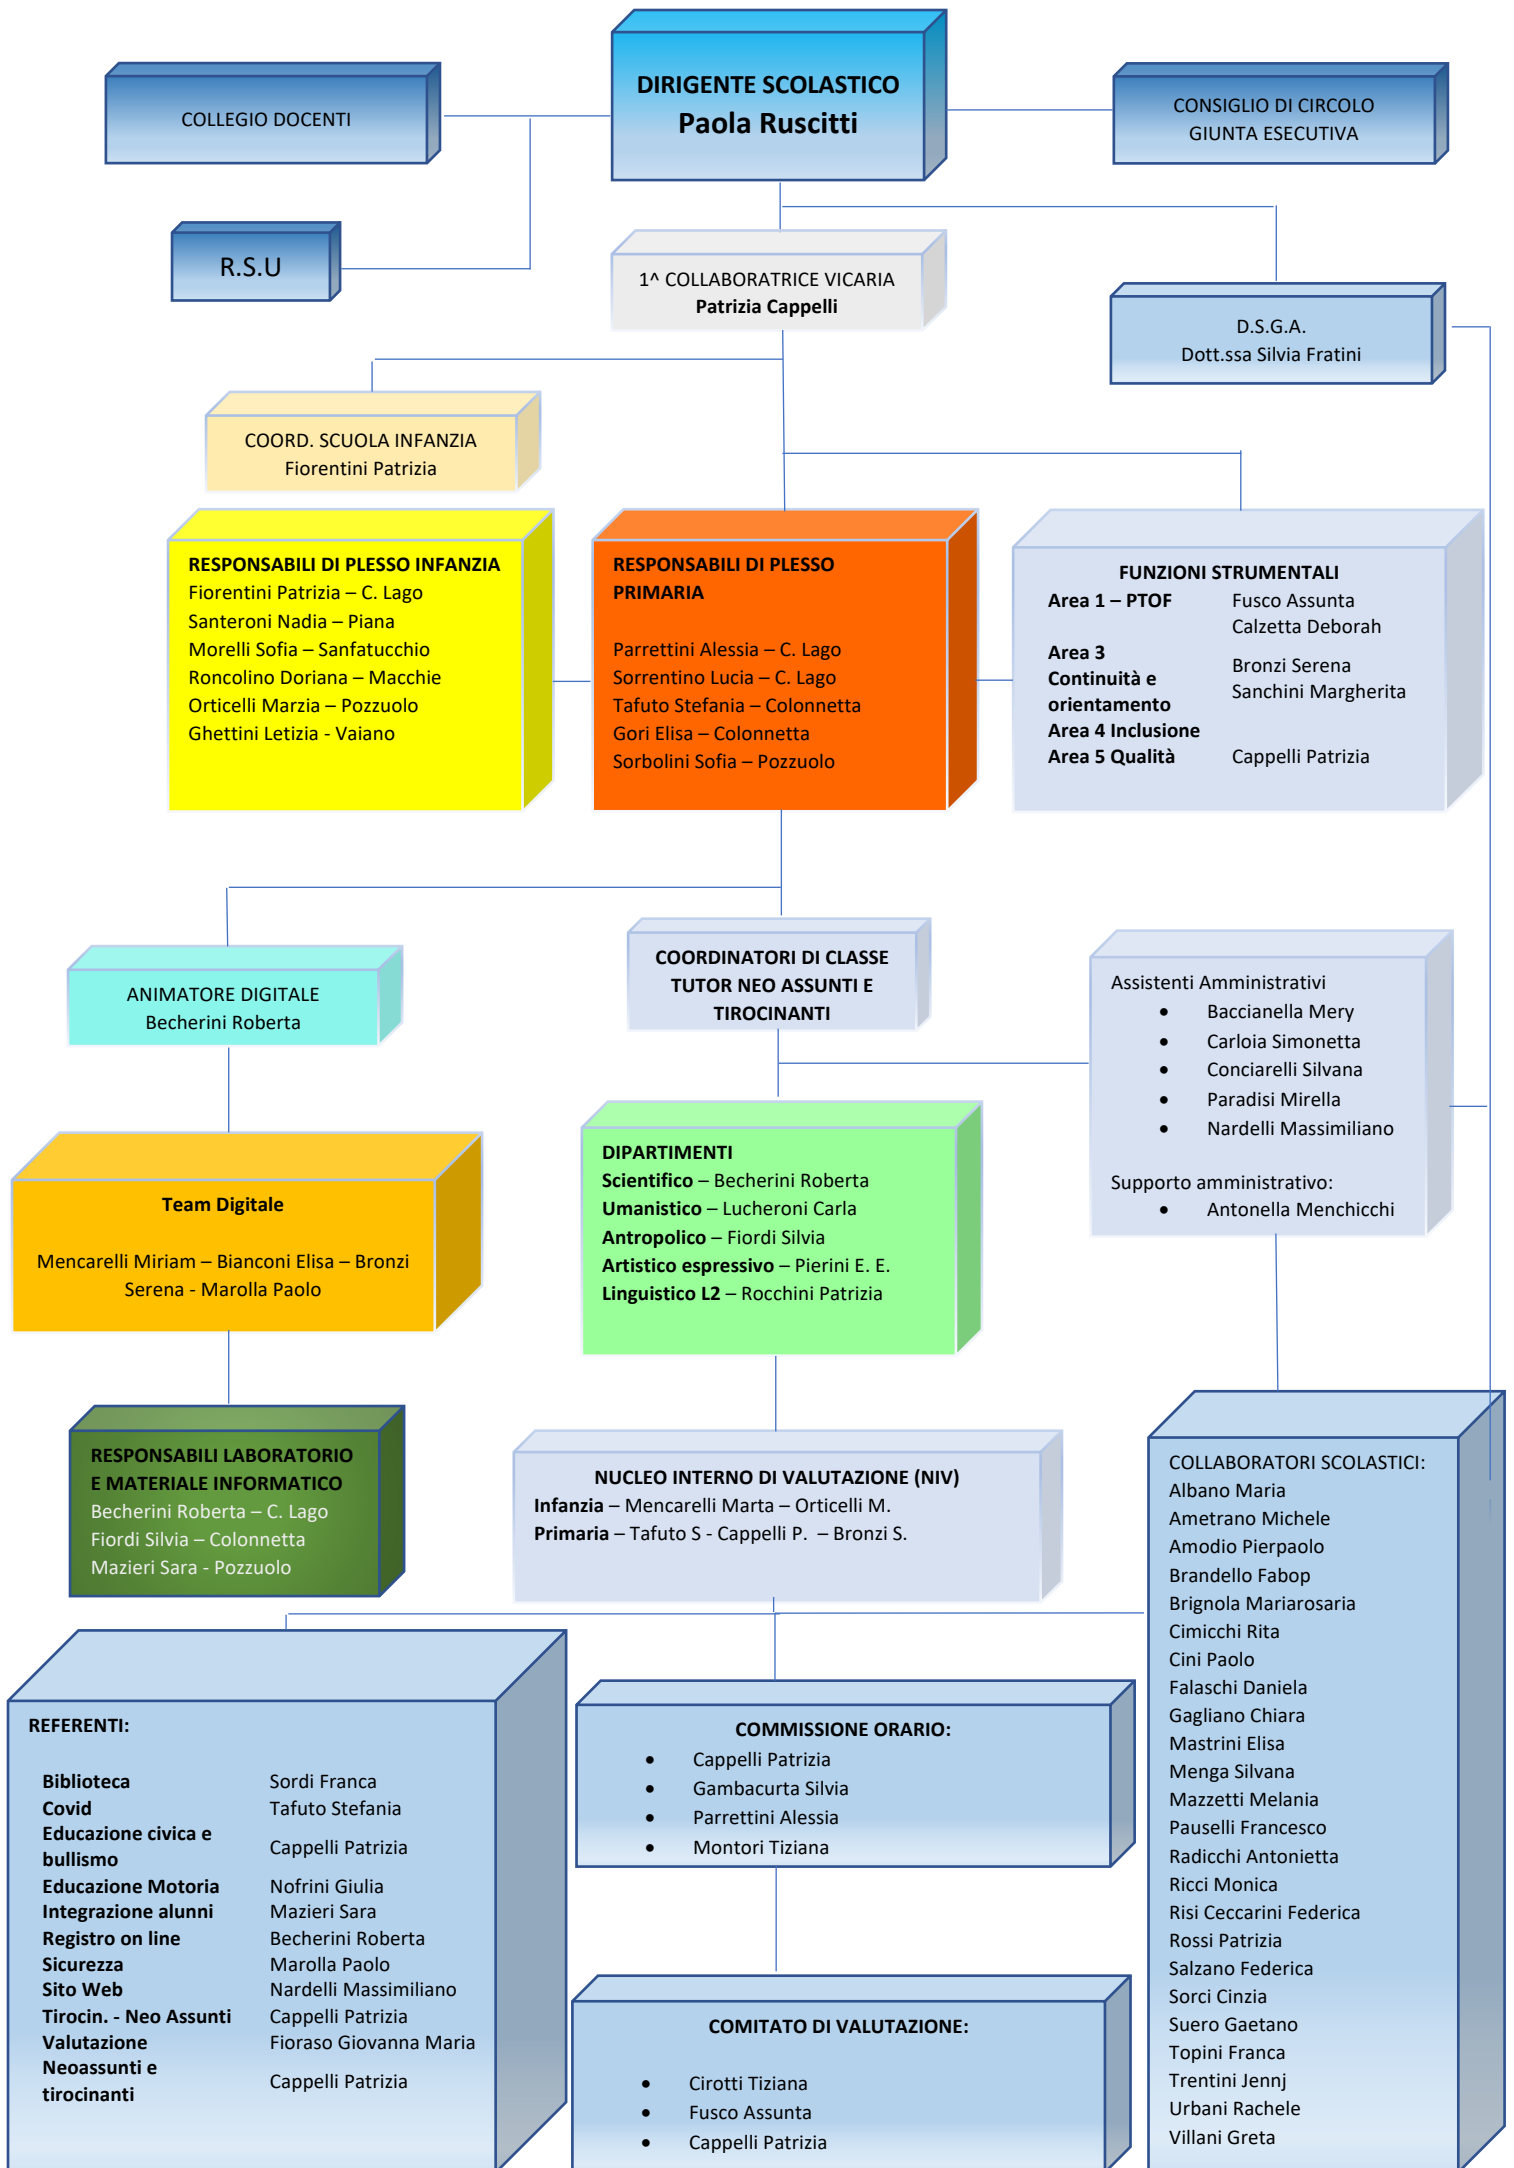 DIRIGENTE SCOLASTICO
Paola Ruscitti
COLLEGIO DOCENTI
CONSIGLIO DI CIRCOLO
GIUNTA ESECUTIVA
R.S.U
1^ COLLABORATRICE VICARIA
Patrizia Cappelli
D.S.G.A.
Dott.ssa Silvia Fratini
COORD. SCUOLA INFANZIA
Fiorentini Patrizia
RESPONSABILI DI PLESSO INFANZIA
Fiorentini Patrizia – C. Lago
Santeroni Nadia – Piana
Morelli Sofia – Sanfatucchio
Roncolino Doriana – Macchie
Orticelli Marzia – Pozzuolo
Ghettini Letizia - Vaiano
RESPONSABILI DI PLESSO
PRIMARIA
Parrettini Alessia – C. Lago
Sorrentino Lucia – C. Lago
Tafuto Stefania – Colonnetta
Gori Elisa – Colonnetta
Sorbolini Sofia – Pozzuolo
FUNZIONI STRUMENTALI
Area 1 – PTOF Fusco Assunta
Calzetta Deborah
Area 3
Continuità e
orientamento
Bronzi Serena
Sanchini Margherita
Area 4 Inclusione
Area 5 Qualità Cappelli Patrizia
ANIMATORE DIGITALE
Becherini Roberta
COORDINATORI DI CLASSE
TUTOR NEO ASSUNTI E
TIROCINANTI
Assistenti Amministrativi
• Baccianella Mery
• Carloia Simonetta
• Conciarelli Silvana
• Paradisi Mirella
• Nardelli Massimiliano
Supporto amministrativo:
• Antonella Menchicchi
Team Digitale
Mencarelli Miriam – Bianconi Elisa – Bronzi
Serena - Marolla Paolo
DIPARTIMENTI
Scientifico – Becherini Roberta
Umanistico – Lucheroni Carla
Antropolico – Fiordi Silvia
Artistico espressivo – Pierini E. E.
Linguistico L2 – Rocchini Patrizia
RESPONSABILI LABORATORIO
E MATERIALE INFORMATICO
Becherini Roberta – C. Lago
Fiordi Silvia – Colonnetta
Mazieri Sara - Pozzuolo
NUCLEO INTERNO DI VALUTAZIONE (NIV)
Infanzia – Mencarelli Marta – Orticelli M.
Primaria – Tafuto S - Cappelli P. – Bronzi S.
COLLABORATORI SCOLASTICI:
Albano Maria
Ametrano Michele
Amodio Pierpaolo
Brandello Fabop
Brignola Mariarosaria
Cimicchi Rita
Cini Paolo
Falaschi Daniela
Gagliano Chiara
Mastrini Elisa
Menga Silvana
Mazzetti Melania
Pauselli Francesco
Radicchi Antonietta
Ricci Monica
Risi Ceccarini Federica
Rossi Patrizia
Salzano Federica
Sorci Cinzia
Suero Gaetano
Topini Franca
Trentini Jennj
Urbani Rachele
Villani Greta
REFERENTI:
Biblioteca Sordi Franca
Covid Tafuto Stefania
Educazione civica e
bullismo
Cappelli Patrizia
Educazione Motoria Nofrini Giulia
Integrazione alunni Mazieri Sara
Registro on line Becherini Roberta
Sicurezza Marolla Paolo
Sito Web Nardelli Massimiliano
Tirocin. - Neo Assunti Cappelli Patrizia
Valutazione Fioraso Giovanna Maria
Neoassunti e
tirocinanti
Cappelli Patrizia
COMMISSIONE ORARIO:
• Cappelli Patrizia
• Gambacurta Silvia
• Parrettini Alessia
• Montori Tiziana
COMITATO DI VALUTAZIONE:
• Cirotti Tiziana
• Fusco Assunta
• Cappelli Patrizia